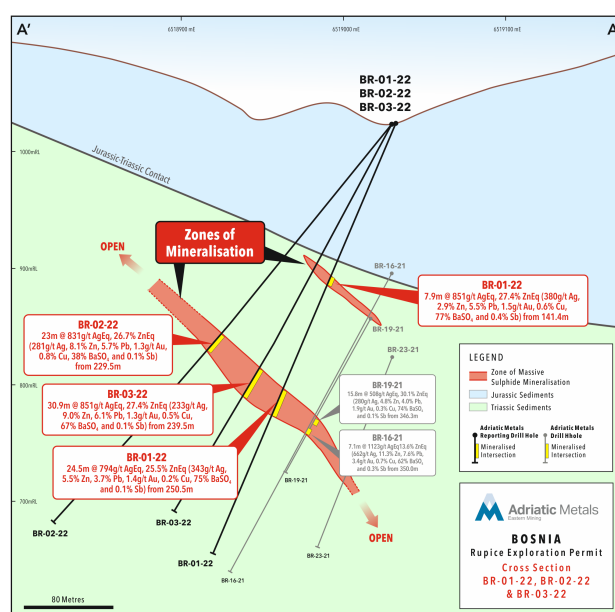 A'
6518900 mE
6519000 mE
6519100 mE
A
BR-01-22
BR-02-22
BR-03-22
1000mRL
Jurassic-Triassic Contact
Zones of
Mineralisation
OPEN
900mRL
BR-16-21
BR-01-22
7.9m @ 851g/t AgEq, 27.4% ZnEq (380g/t Ag,
2.9% Zn, 5.5% Pb, 1.5g/t Au, 0.6% Cu,
77% BaSO₄ and 0.4% Sb) from 141.4m
BR-19-21
BR-02-22
23m @ 831g/t AgEq, 26.7% ZnEq
(281g/t Ag, 8.1% Zn, 5.7% Pb, 1.3g/t Au,
0.8% Cu, 38% BaSO₄ and 0.1% Sb)
from 229.5m
BR-23-21
800mRL
BR-03-22
30.9m @ 851g/t AgEq, 27.4% ZnEq (233g/t Ag,
9.0% Zn, 6.1% Pb, 1.3g/t Au, 0.5% Cu,
67% BaSO₄ and 0.1% Sb) from 239.5m
BR-19-21
15.8m @ 508g/t AgEq, 30.1% ZnEq
(280g/t Ag, 4.8% Zn, 4.0% Pb,
1.9g/t Au, 0.3% Cu, 74% BaSO₄
and 0.1% Sb) from 346.3m
BR-16-21
7.1m @ 1123g/t AgEq13.6% ZnEq
(662g/t Ag, 11.3% Zn, 7.6% Pb,
3.4g/t Au, 0.7% Cu, 62% BaSO₄
and 0.3% Sb) from 350.0m
BR-01-22
24.5m @ 794g/t AgEq, 25.5% ZnEq (343g/t Ag,
5.5% Zn, 3.7% Pb, 1.4g/t Au, 0.2% Cu, 75% BaSO₄
and 0.1% Sb) from 250.5m
700mRL
BR-19-21
BR-02-22
BR-03-22
BR-01-22
BR-16-21
BR-23-21
OPEN
80 Metres
LEGEND
Zone of Massive
Sulphide Mineralisation
Jurassic Sediments
Triassic Sediments
Adriatic Metals
Reporting Drill Hole
Mineralised
Intersection
Adriatic Metals
Drill Hhole
Mineralised
Intersection
Adriatic Metals
Eastern Mining
BOSNIA
Rupice Exploration Permit
Cross Section
BR-01-22, BR-02-22
& BR-03-22